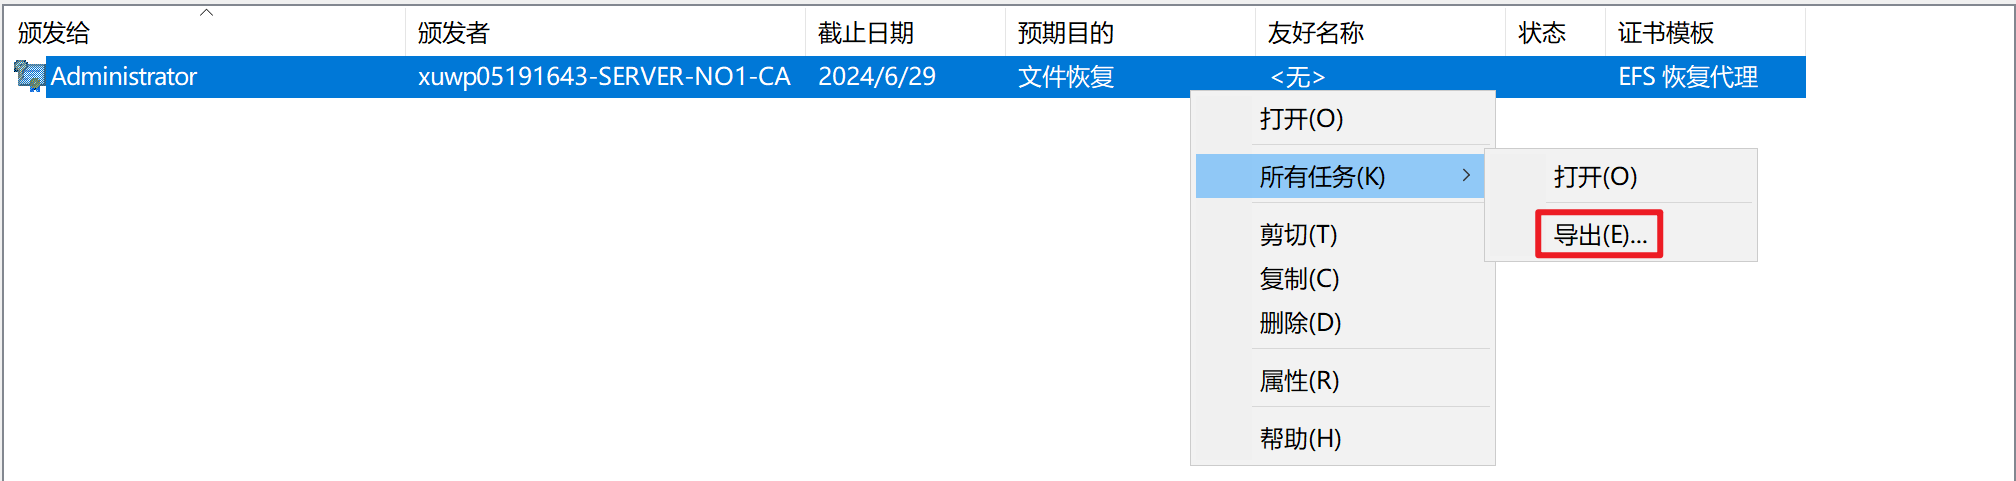 颁发给 颁发者 截止日期 预期目的 友好名称 状态 证书模板
Administrator xuwp05191643-SERVER-NO1-CA 2024/6/29 文件恢复 <无> EFS 恢复代理
打开(O)
所有任务(K)
剪切(T)
复制(C)
删除(D)
属性(R)
帮助(H)
打开(O)
导出(E)...